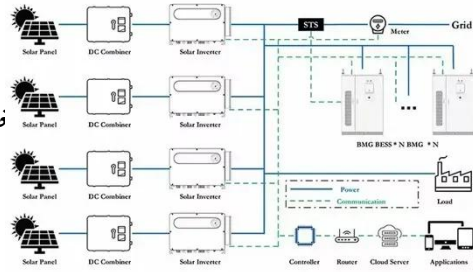 STS
Meter
Grid
Solar Panel DC Combiner Solar Inverter
Solar Panel DC Combiner Solar Inverter
BMG BESS * N BMG * N
Solar Panel DC Combiner Solar Inverter
Power
Communication
Load
Solar Panel DC Combiner Solar Inverter
Controller Router Cloud Server Applications